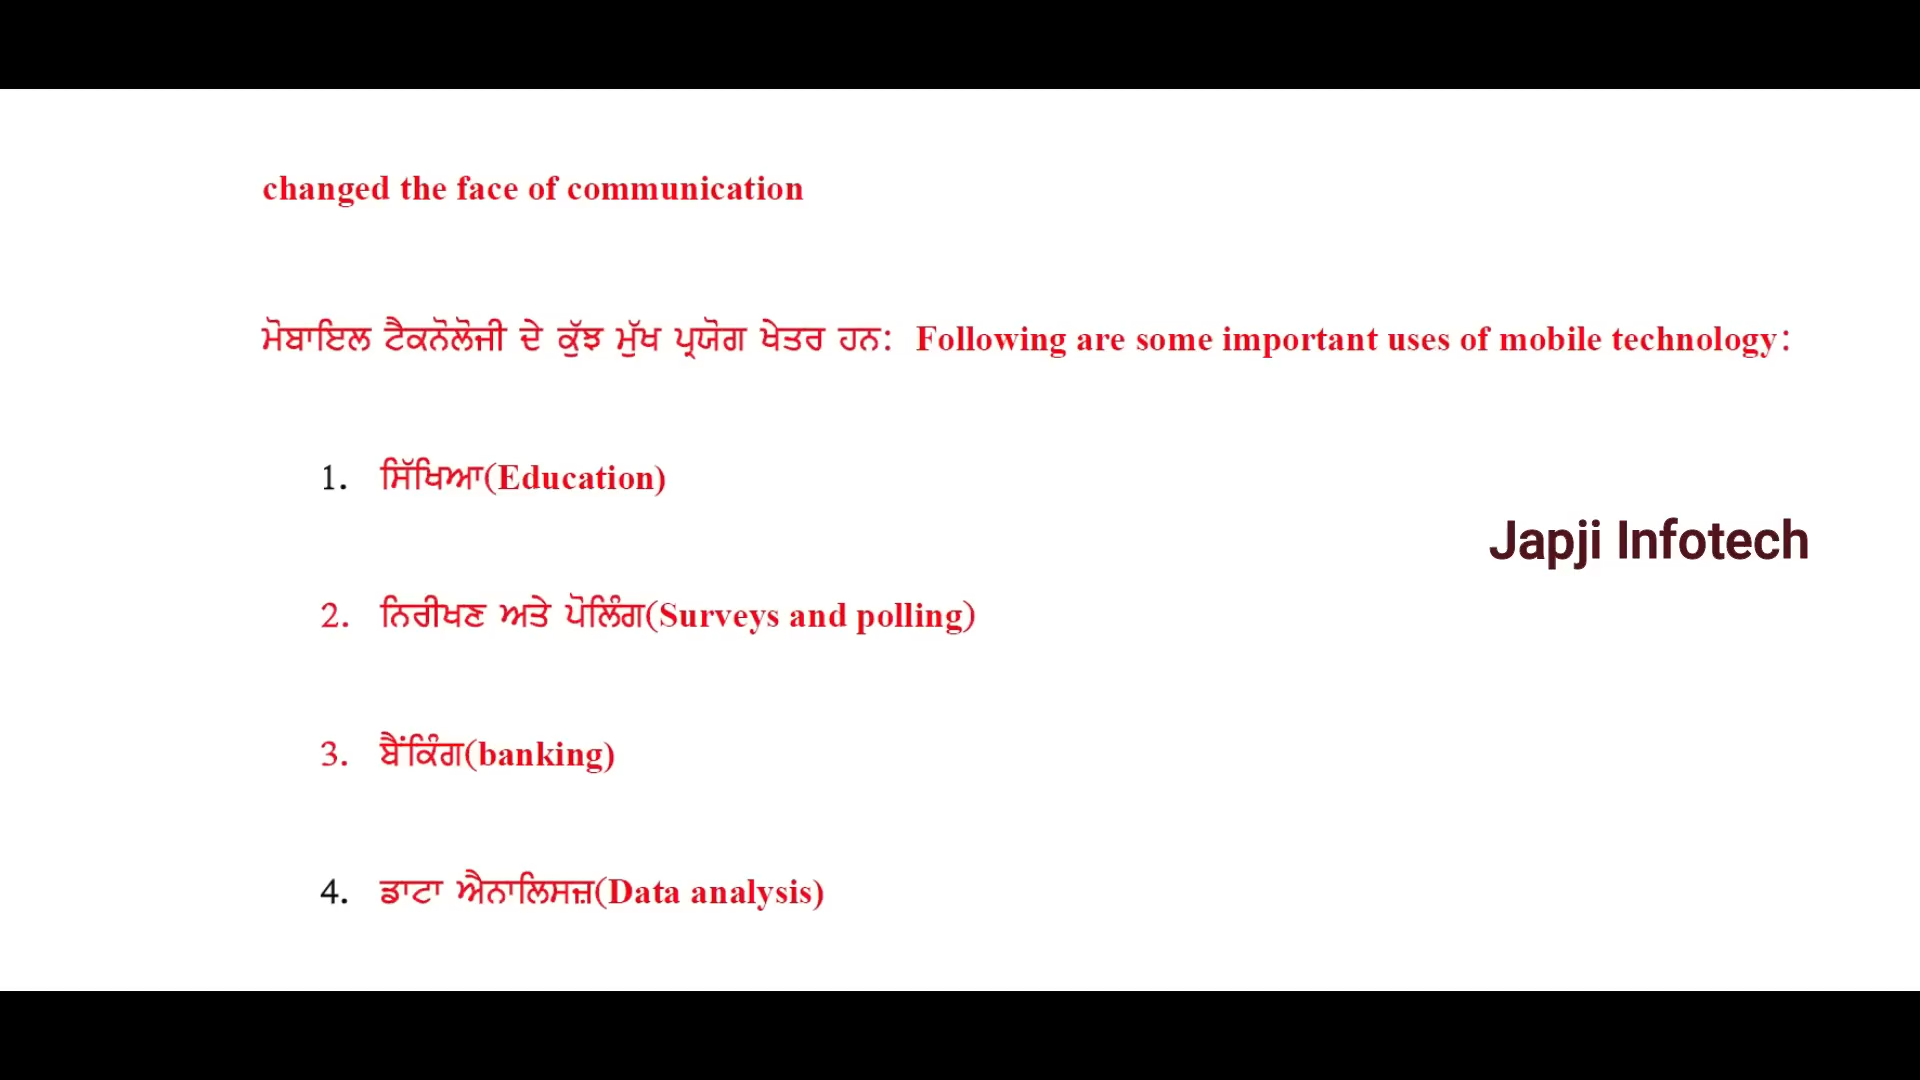 changed the face of communication
ਮੋਬਾਇਲ ਟੈਕਨੋਲੋਜੀ ਦੇ ਕੁੱਝ ਮੁੱਖ ਪ੍ਰਯੋਗ ਖੇਤਰ ਹਨ: Following are some important uses of mobile technology:
1. ਸਿੱਖਿਆ(Education)
Japji Infotech
2. ਨਿਰੀਖਣ ਅਤੇ ਪੋਲਿੰਗ(Surveys and polling)
3. ਬੈਂਕਿੰਗ(banking)
4. ਡਾਟਾ ਐਨਾਲਿਸਜ਼(Data analysis)